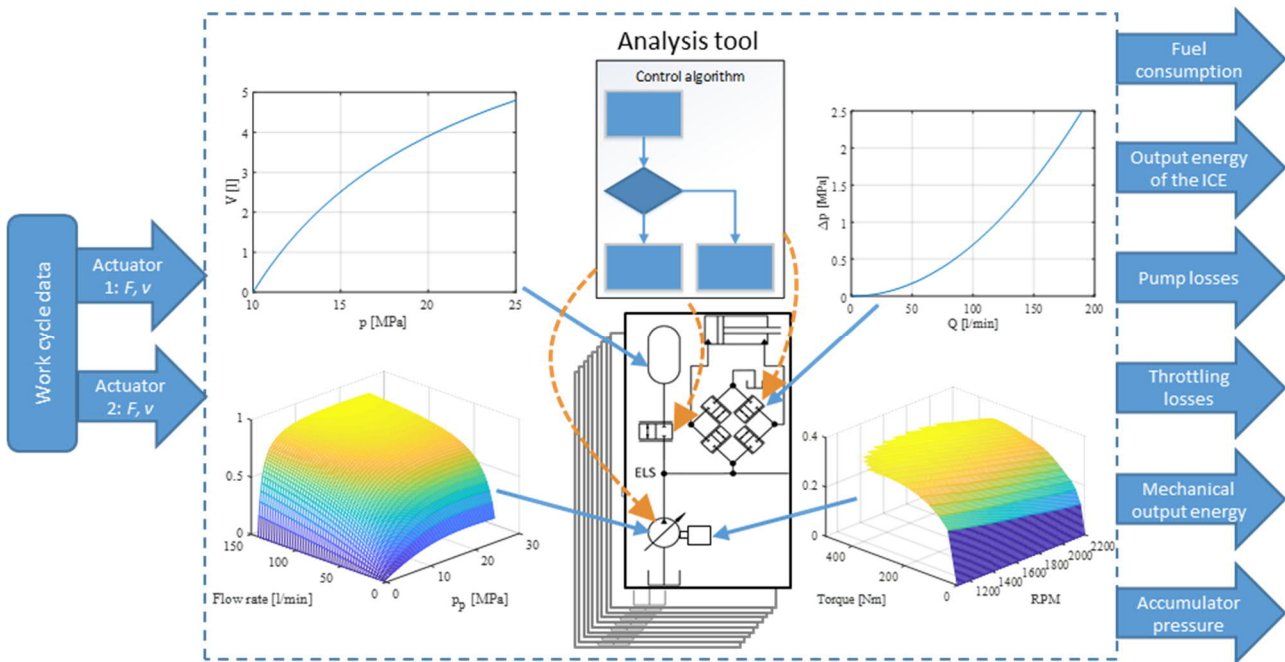 Work cycle data
Actuator
1: F, v
Actuator
2: F, v
Analysis tool
Control algorithm
V [l]
5
4
3
2
1
0
10
15
20
25
p [MPa]
Δp [MPa]
2.5
2
1.5
1
0.5
0
0
50
100
150
200
Q [l/min]
ELS
1
0.5
0
150
100
50
0
Flow rate [l/min]
0
10
20
30
pp [MPa]
0.4
0.2
0
400
200
0
Torque [Nm]
1200
1400
1600
1800
2000
2200
RPM
Fuel
consumption
Output energy
of the ICE
Pump losses
Throttling
losses
Mechanical
output energy
Accumulator
pressure